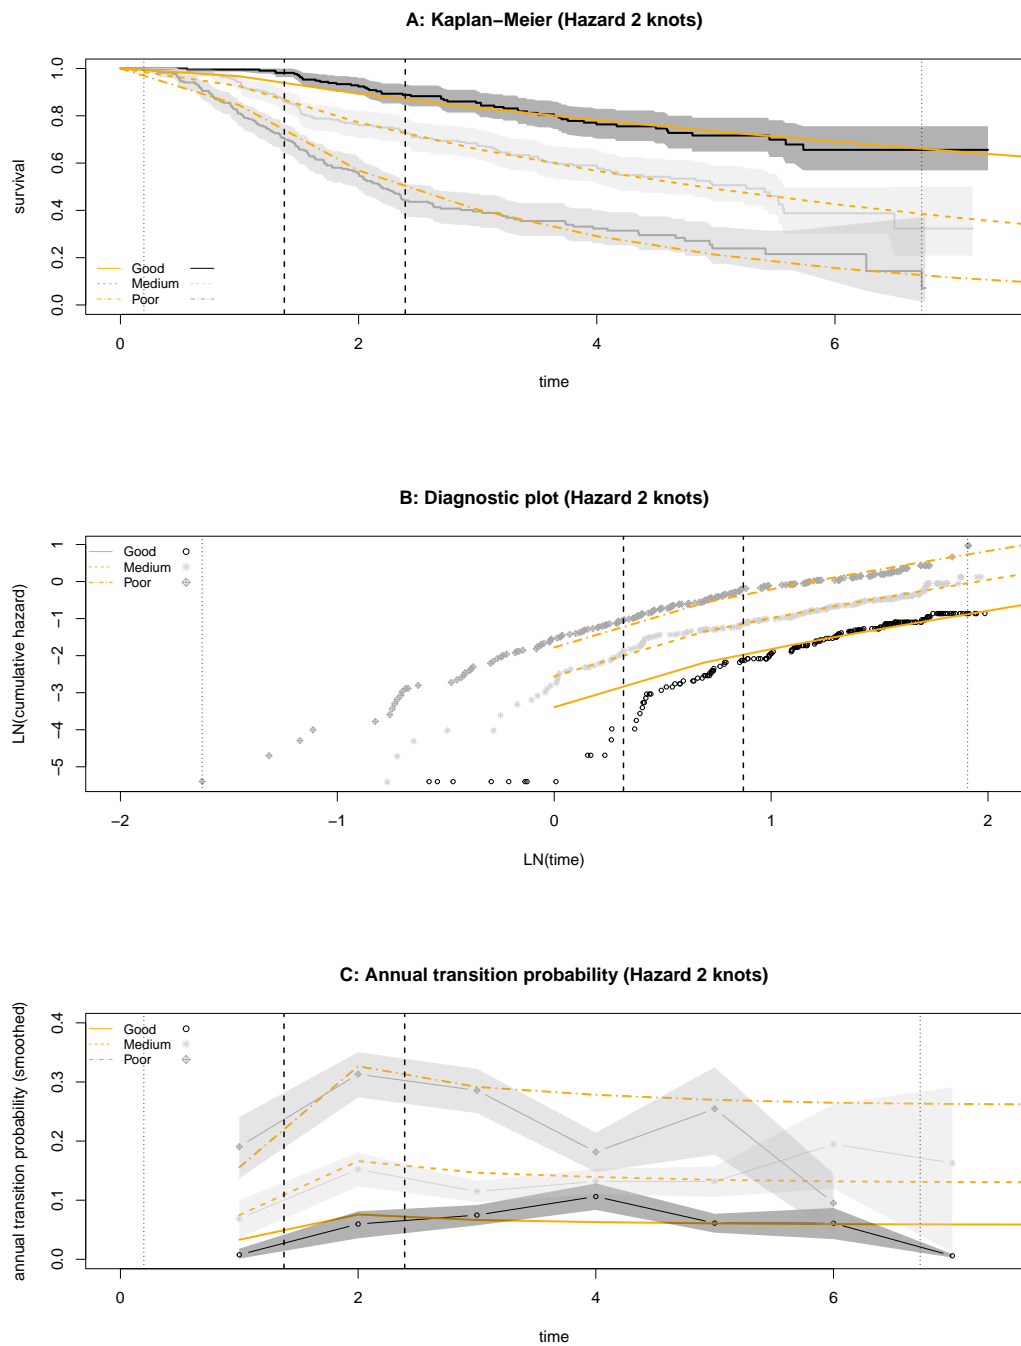 A: Kaplan−Meier (Hazard 2 knots)
survival
1.0
0.8
0.6
0.4
0.2
0.0
Good
Medium
Poor
0 2 4 6
time
B: Diagnostic plot (Hazard 2 knots)
LN(cumulative hazard)
1
0
−1
−2
−3
−4
−5
Good
Medium
Poor
−2 −1 0 1 2
LN(time)
C: Annual transition probability (Hazard 2 knots)
annual transition probability (smoothed)
0.4
0.3
0.2
0.1
0.0
Good
Medium
Poor
0 2 4 6
time